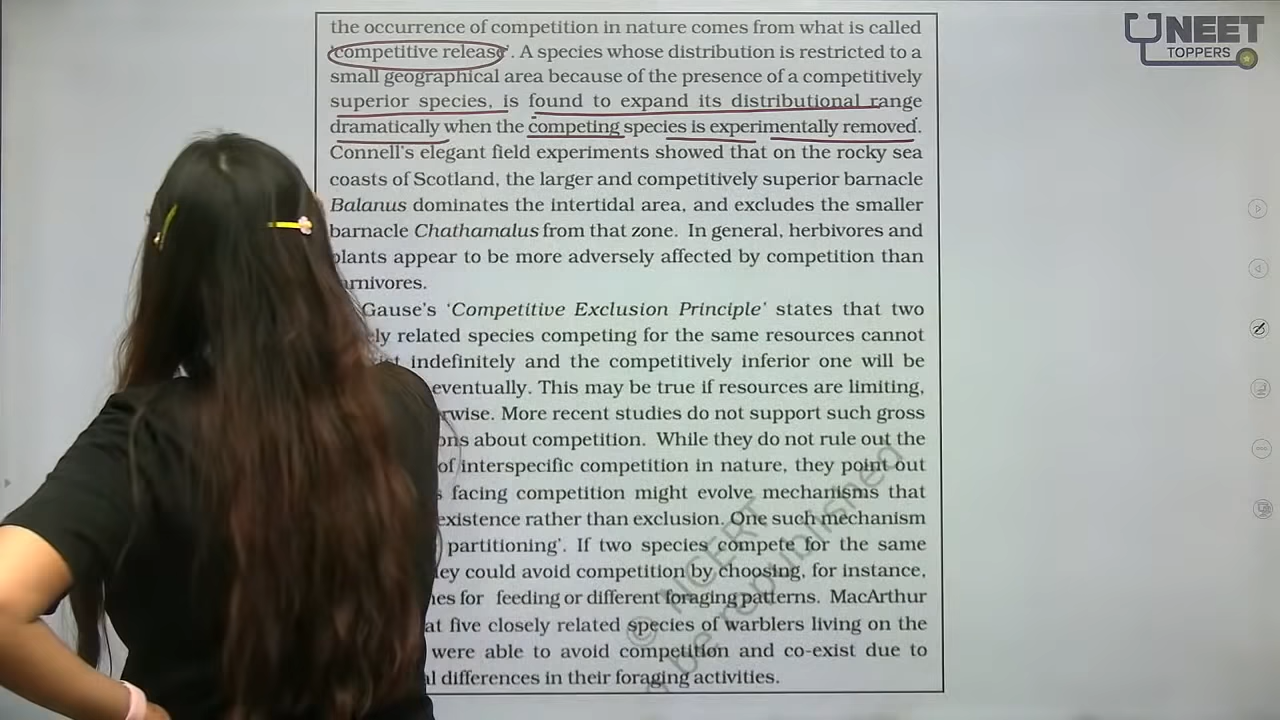 the occurrence of competition in nature comes from what is called
'competitive release'. A species whose distribution is restricted to a
small geographical area because of the presence of a competitively
superior species, is found to expand its distributional range
dramatically when the competing species is experimentally removed.
Connell's elegant field experiments showed that on the rocky sea
coasts of Scotland, the larger and competitively superior barnacle
Balanus dominates the intertidal area, and excludes the smaller
barnacle Chathamalus from that zone. In general, herbivores and
plants appear to be more adversely affected by competition than
rnivores.
Gause's 'Competitive Exclusion Principle' states that two
ly related species competing for the same resources cannot
indefinitely and the competitively inferior one will be
eventually. This may be true if resources are limiting,
rwise. More recent studies do not support such gross
ons about competition. While they do not rule out the
of interspecific competition in nature, they point out
facing competition might evolve mechanisms that
existence rather than exclusion. One such mechanism
partitioning'. If two species compete for the same
ey could avoid competition by choosing, for instance,
es for feeding or different foraging patterns. MacArthur
at five closely related species of warblers living on the
were able to avoid competition and co-exist due to
l differences in their foraging activities.
© NCERT
be republished
NEET
TOPPERS